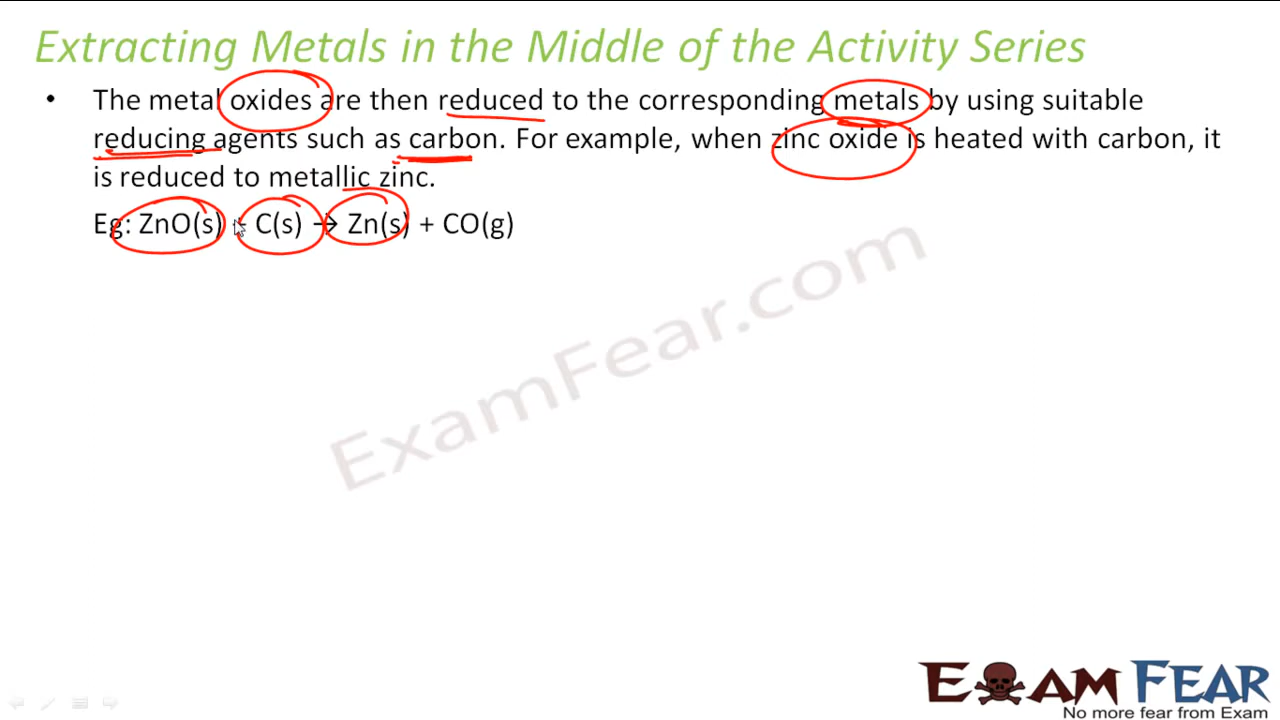 Extracting Metals in the Middle of the Activity Series
• The metal oxides are then reduced to the corresponding metals by using suitable
reducing agents such as carbon. For example, when zinc oxide is heated with carbon, it
is reduced to metallic zinc.
Eg: ZnO(s) + C(s) → Zn(s) + CO(g)
ExamFear.com
EXAM FEAR
No more fear from Exam